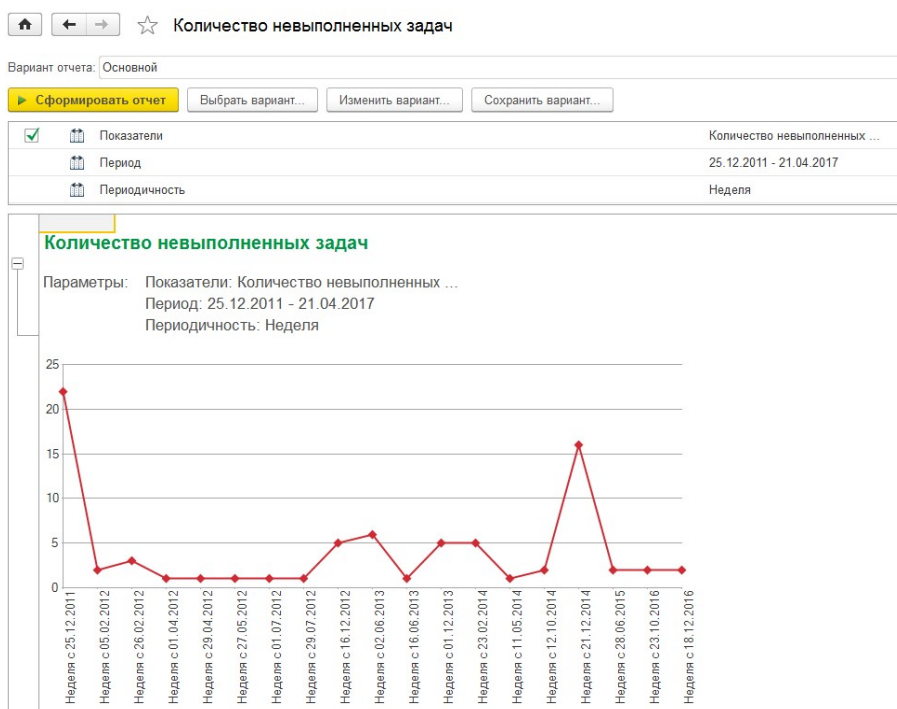 Количество невыполненных задач
Вариант отчета: Основной
Сформировать отчет Выбрать вариант... Изменить вариант... Сохранить вариант...
Показатели Количество невыполненных ...
Период 25.12.2011 - 21.04.2017
Периодичность Неделя
Количество невыполненных задач
Параметры: Показатели: Количество невыполненных ...
Период: 25.12.2011 - 21.04.2017
Периодичность: Неделя
25
20
15
10
5
0
Неделя с 25.12.2011
Неделя с 05.02.2012
Неделя с 26.02.2012
Неделя с 01.04.2012
Неделя с 29.04.2012
Неделя с 27.05.2012
Неделя с 01.07.2012
Неделя с 29.07.2012
Неделя с 16.12.2012
Неделя с 02.06.2013
Неделя с 16.06.2013
Неделя с 01.12.2013
Неделя с 23.02.2014
Неделя с 11.05.2014
Неделя с 12.10.2014
Неделя с 21.12.2014
Неделя с 28.06.2015
Неделя с 23.10.2016
Неделя с 18.12.2016